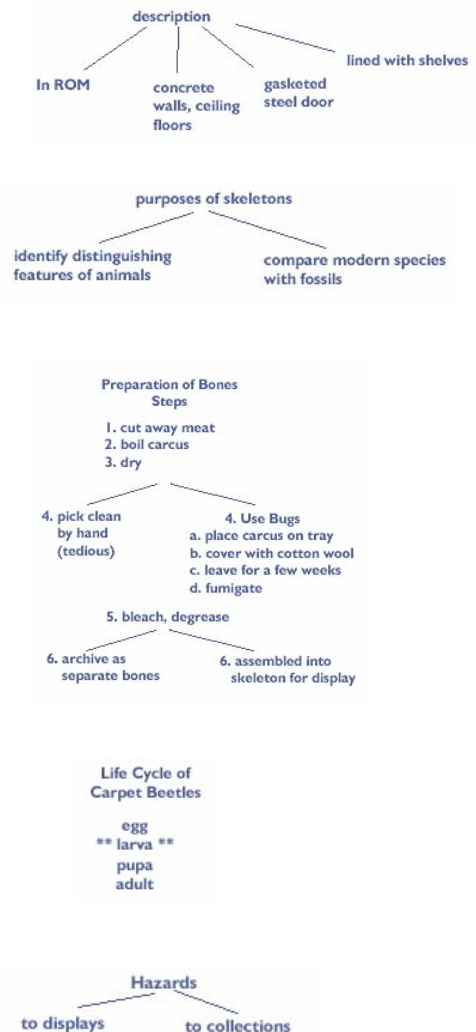 description
lined with shelves
In ROM
concrete
walls, ceiling
floors
gasketed
steel door
purposes of skeletons
identify distinguishing
features of animals
compare modern species
with fossils
Preparation of Bones
Steps
1. cut away meat
2. boil carcus
3. dry
4. pick clean
by hand
(tedious)
4. Use Bugs
a. place carcus on tray
b. cover with cotton wool
c. leave for a few weeks
d. fumigate
5. bleach, degrease
6. archive as
separate bones
6. assembled into
skeleton for display
Life Cycle of
Carpet Beetles
egg
** larva **
pupa
adult
Hazards
to displays
to collections